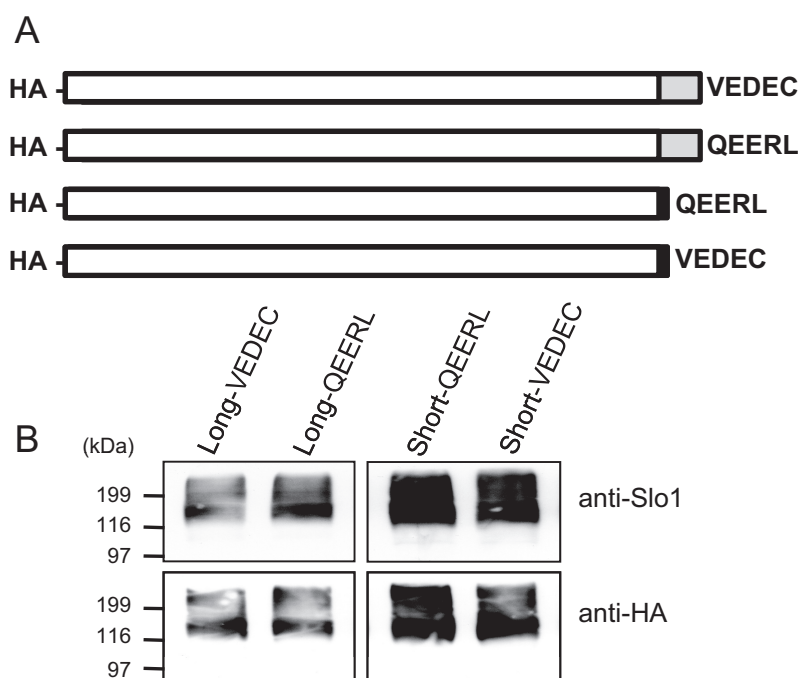 A
HA VEDEC
HA QEERL
HA QEERL
HA VEDEC
Long-VEDEC
Long-QEERL
Short-QEERL
Short-VEDEC
B
(kDa)
199
116
97
anti-Slo1
199
116
97
anti-HA